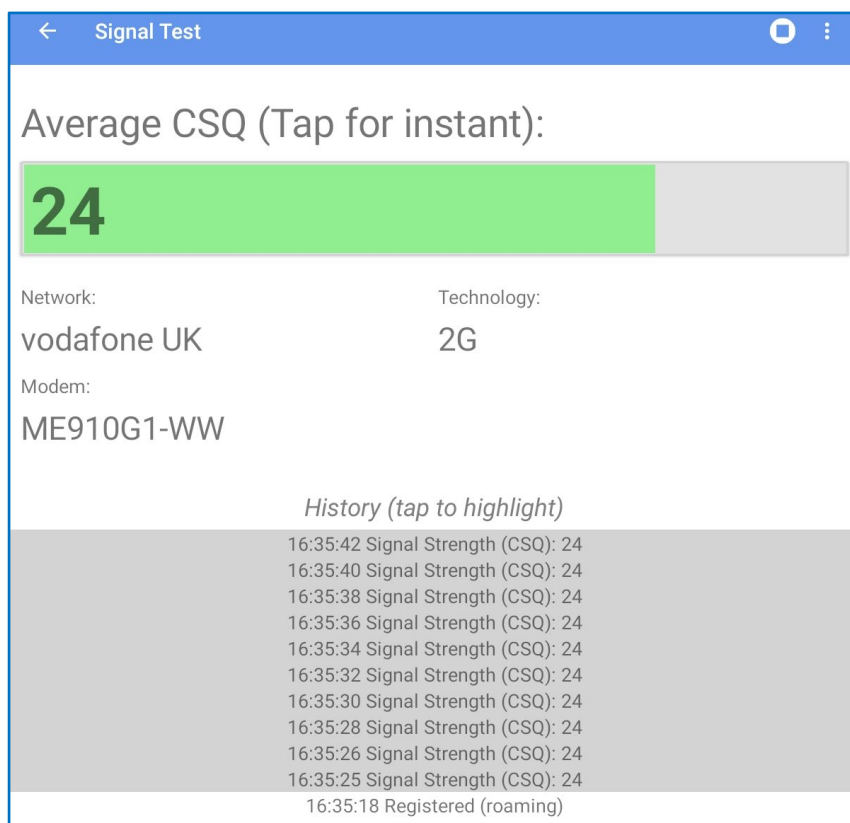 Signal Test
Average CSQ (Tap for instant):
24
Network:
Technology:
vodafone UK
2G
Modem:
ME910G1-WW
History (tap to highlight)
16:35:42 Signal Strength (CSQ): 24
16:35:40 Signal Strength (CSQ): 24
16:35:38 Signal Strength (CSQ): 24
16:35:36 Signal Strength (CSQ): 24
16:35:34 Signal Strength (CSQ): 24
16:35:32 Signal Strength (CSQ): 24
16:35:30 Signal Strength (CSQ): 24
16:35:28 Signal Strength (CSQ): 24
16:35:26 Signal Strength (CSQ): 24
16:35:25 Signal Strength (CSQ): 24
16:35:18 Registered (roaming)